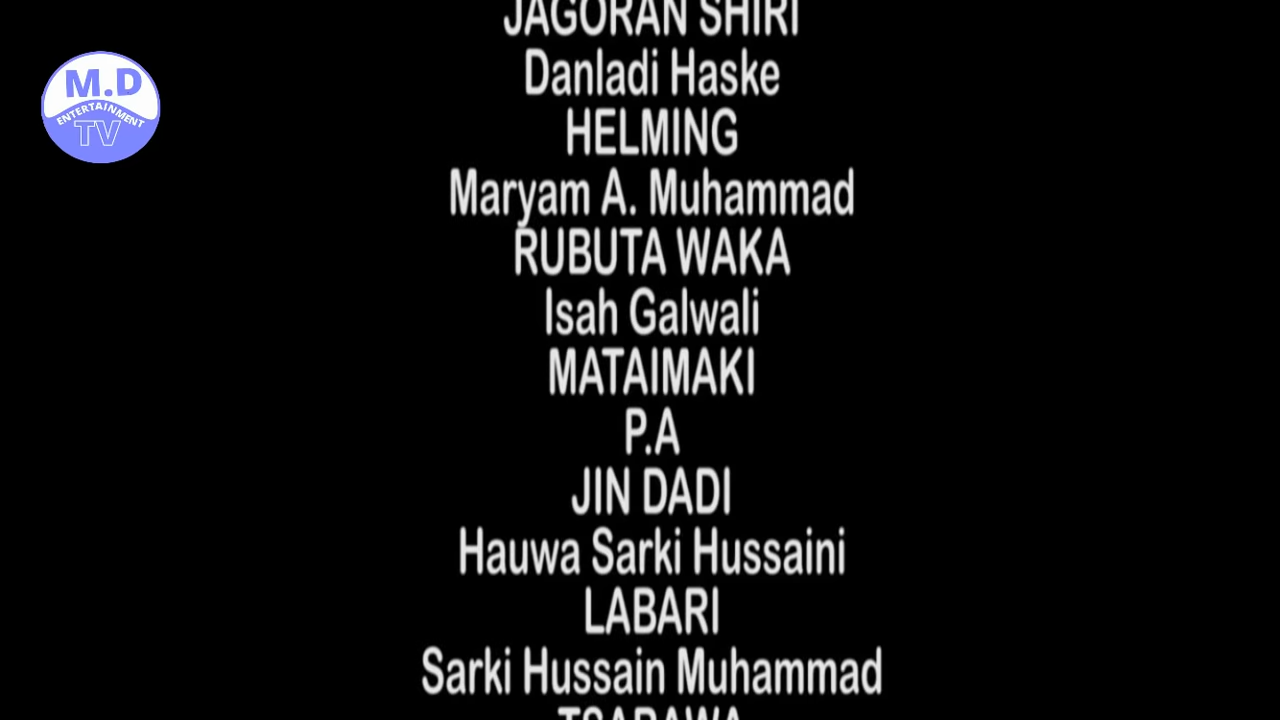 M.D
ENTERTAINMENT
TV
JAGORAN SHIRI
Danladi Haske
HELMING
Maryam A. Muhammad
RUBUTA WAKA
Isah Galwali
MATAIMAKI
P.A
JIN DADI
Hauwa Sarki Hussaini
LABARI
Sarki Hussain Muhammad
TSARAWA